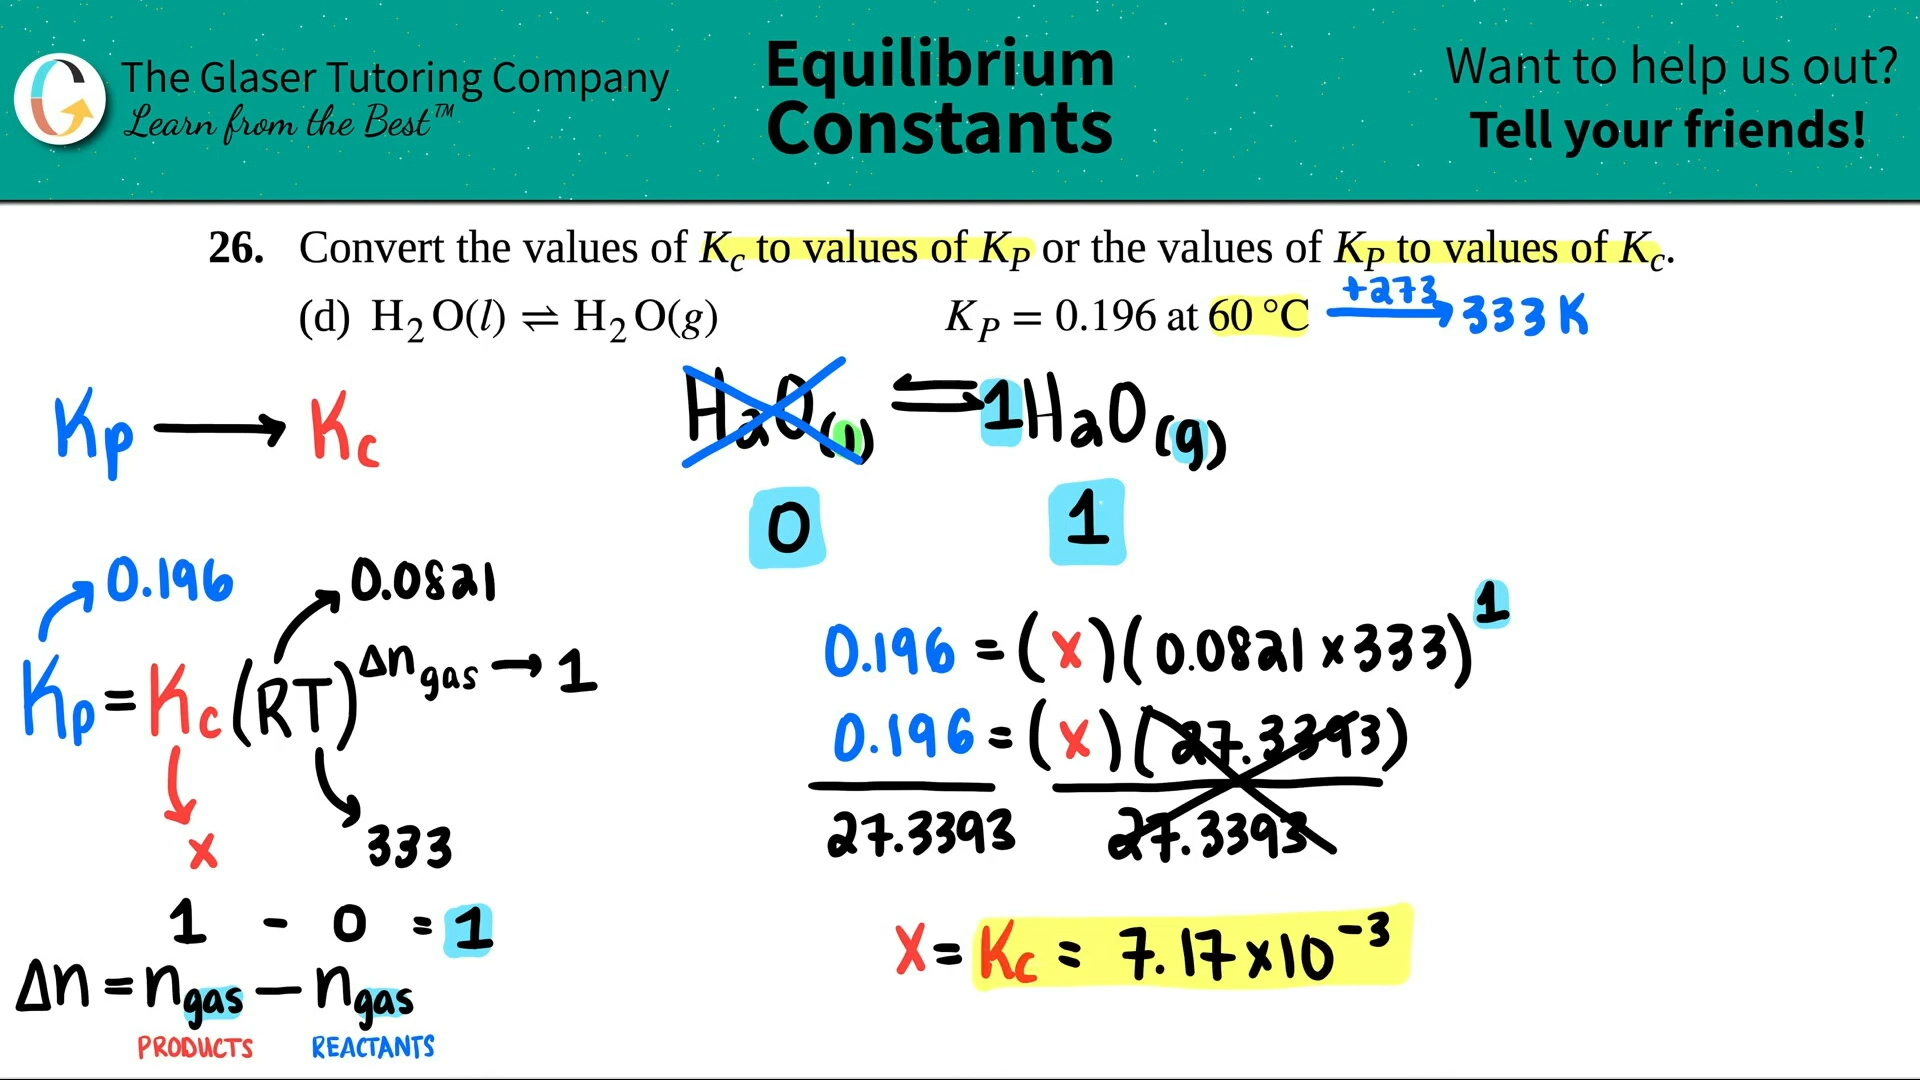 The Glaser Tutoring Company
Learn from the Best™
Equilibrium
Constants
Want to help us out?
Tell your friends!
26. Convert the values of Kc to values of KP or the values of KP to values of Kc.
(d) H2O(l) ⇌ H2O(g) KP = 0.196 at 60 °C +273 → 333 K
Kp → Kc
H2O(l) ⇌ 1H2O(g)
0 1
0.196 0.0821
Kp = Kc (RT)^Δn gas → 1
x 333
1 - 0 = 1
Δn = n gas - n gas
PRODUCTS REACTANTS
0.196 = (x)(0.0821 x 333)^1
0.196 = (x)(27.3393)
27.3393 27.3393
x = Kc = 7.17 x 10^-3